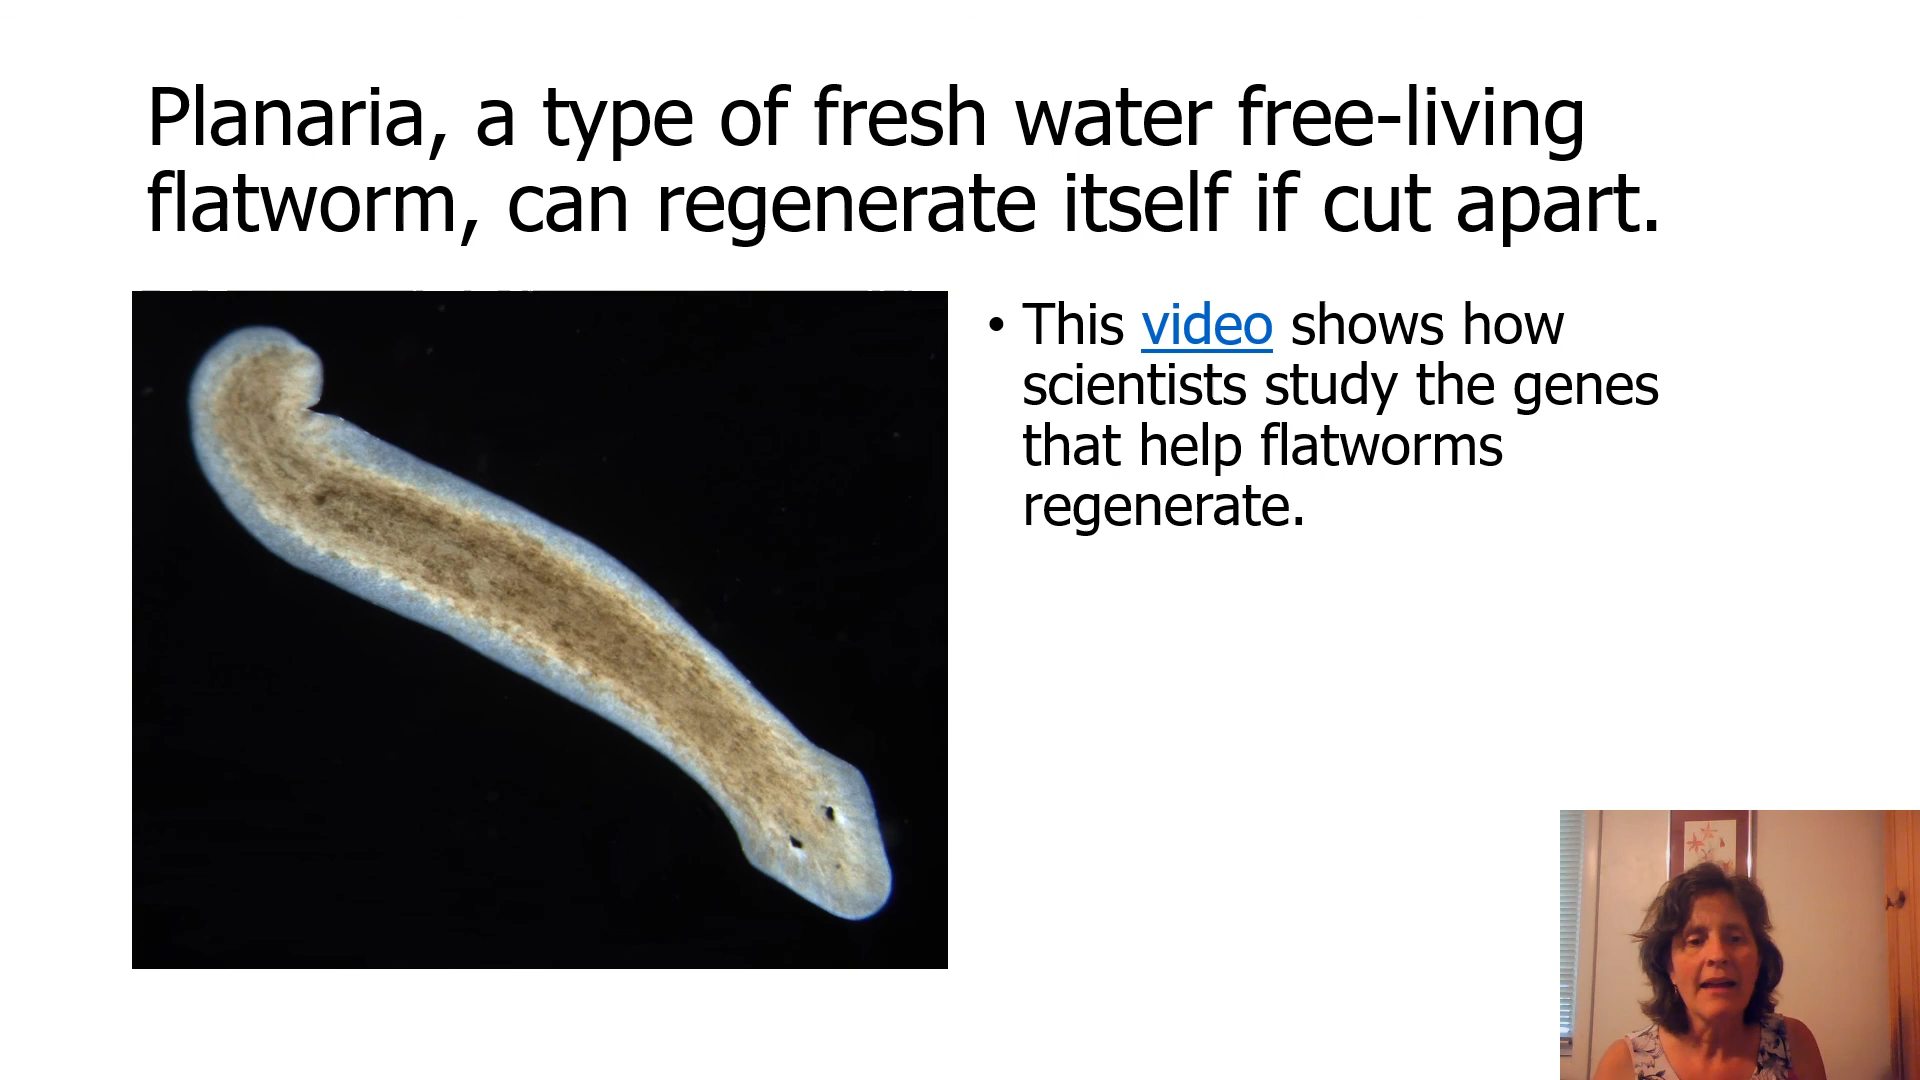 Planaria, a type of fresh water free-living
flatworm, can regenerate itself if cut apart.
• This video shows how
scientists study the genes
that help flatworms
regenerate.